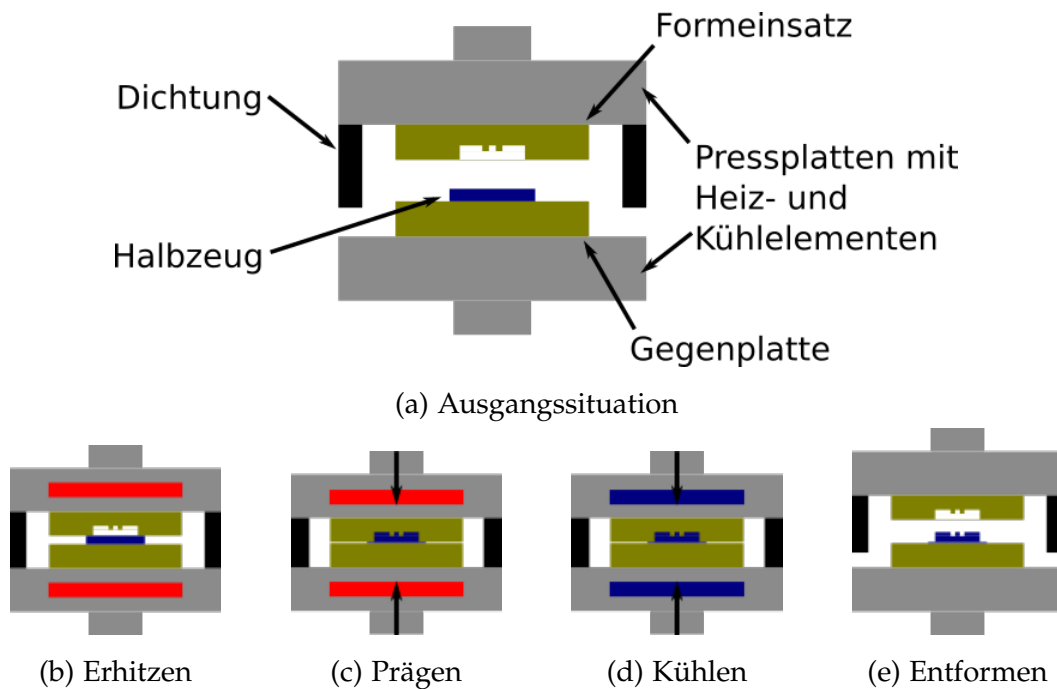 Formeinsatz
Dichtung
Pressplatten mit
Heiz- und
Kühlelementen
Halbzeug
Gegenplatte
(a) Ausgangssituation
(b) Erhitzen
(c) Prägen
(d) Kühlen
(e) Entformen